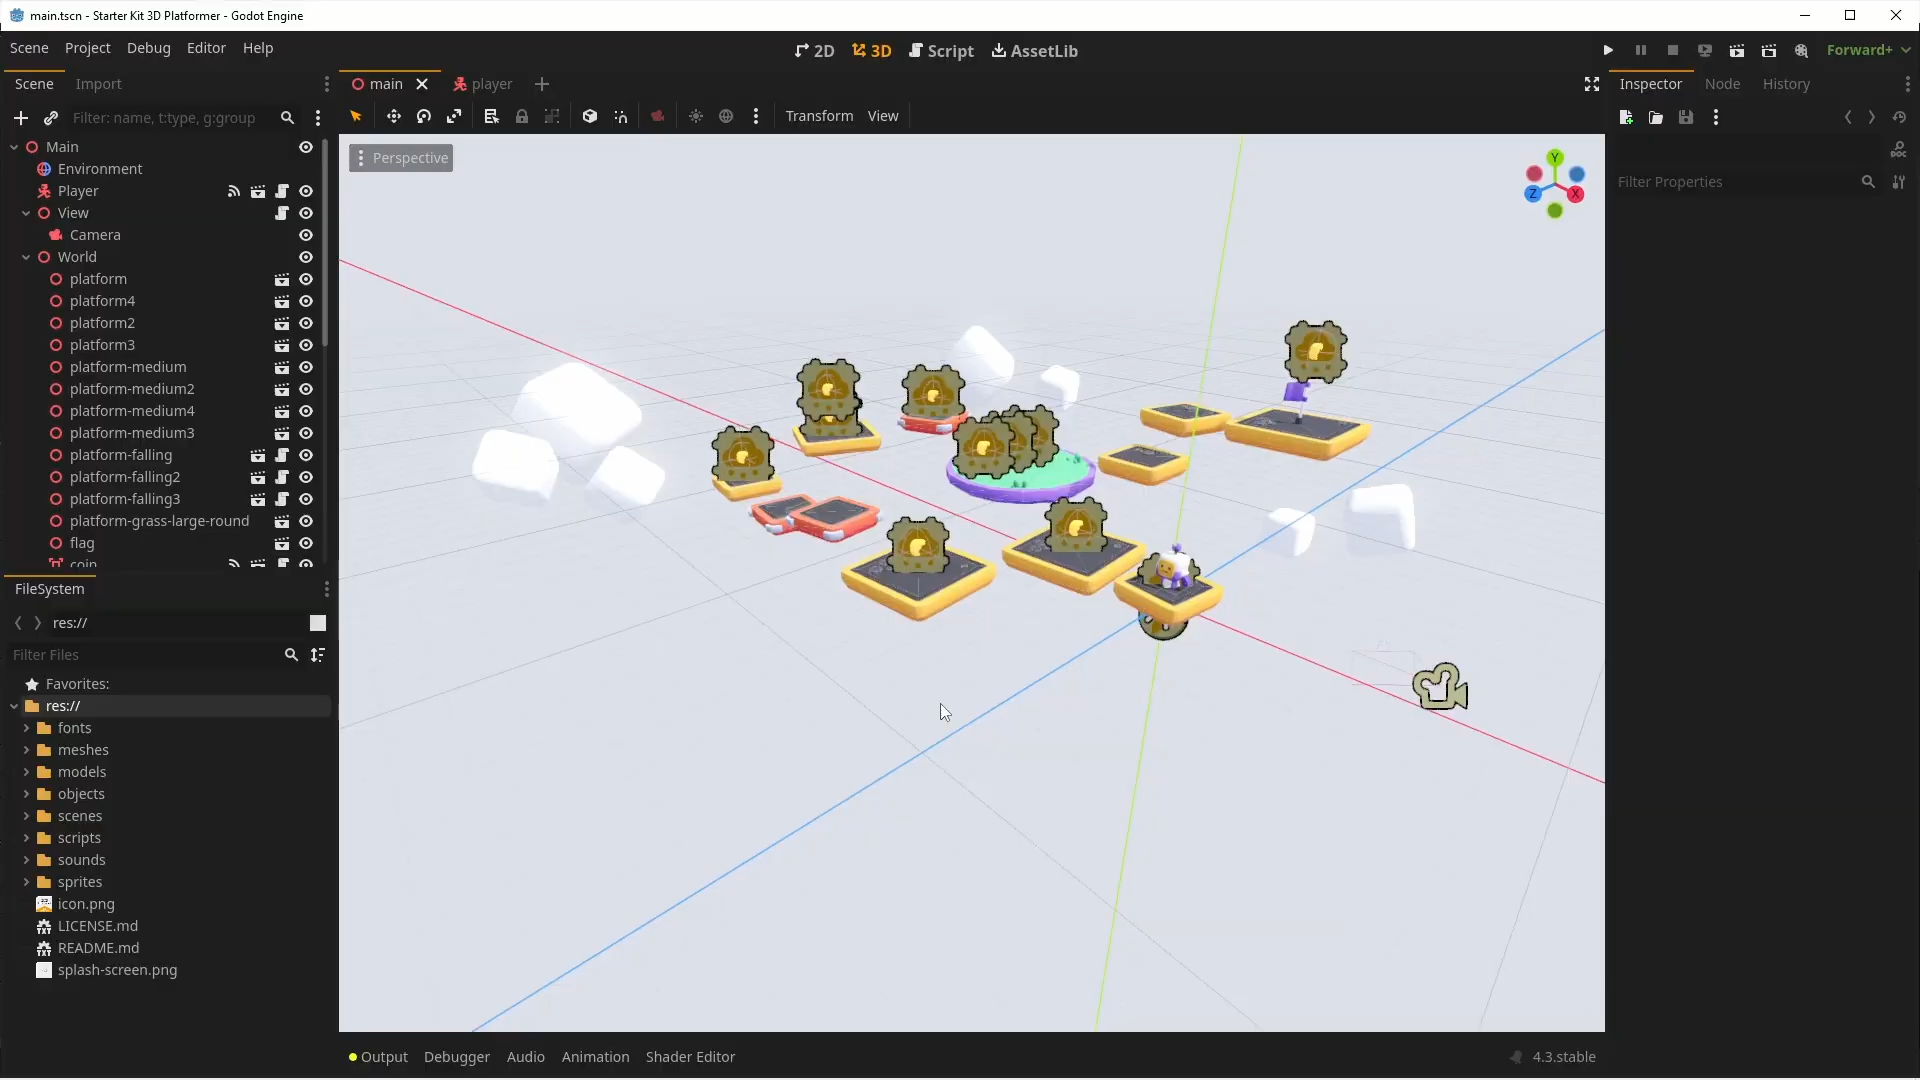 main.tscn - Starter Kit 3D Platformer - Godot Engine
Scene Project Debug Editor Help
2D 3D Script AssetLib
Forward+
Scene Import
main player
Inspector Node History
Filter: name, t:type, g:group
Transform View
Perspective
Filter Properties
Y
Z
X
Main
Environment
Player
View
Camera
World
platform
platform4
platform2
platform3
platform-medium
platform-medium2
platform-medium4
platform-medium3
platform-falling
platform-falling2
platform-falling3
platform-grass-large-round
flag
coin
FileSystem
res://
Filter Files
Favorites:
res://
fonts
meshes
models
objects
scenes
scripts
sounds
sprites
icon.png
LICENSE.md
README.md
splash-screen.png
Output Debugger Audio Animation Shader Editor
4.3.stable